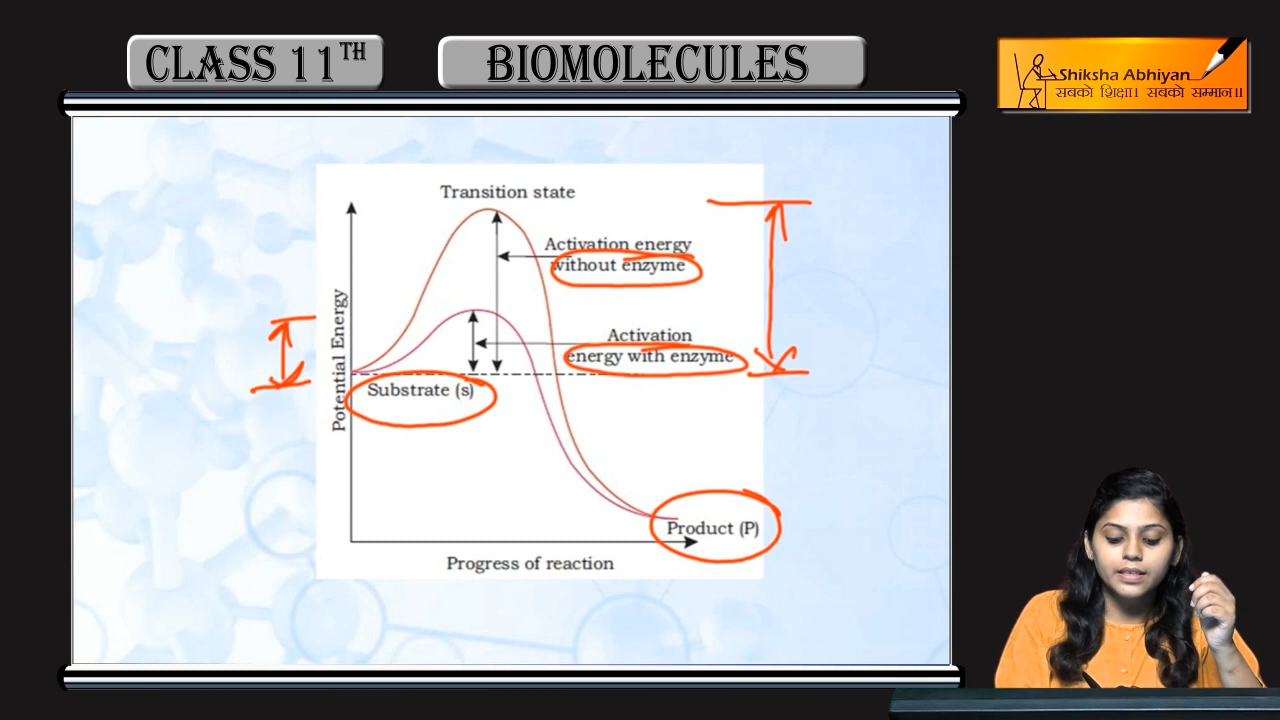 CLASS 11TH
BIOMOLECULES
Shiksha Abhiyan
सबको शिक्षा। सबको सम्मान॥
Transition state
Activation energy
without enzyme
Activation
energy with enzyme
Potential Energy
Substrate (s)
Product (P)
Progress of reaction